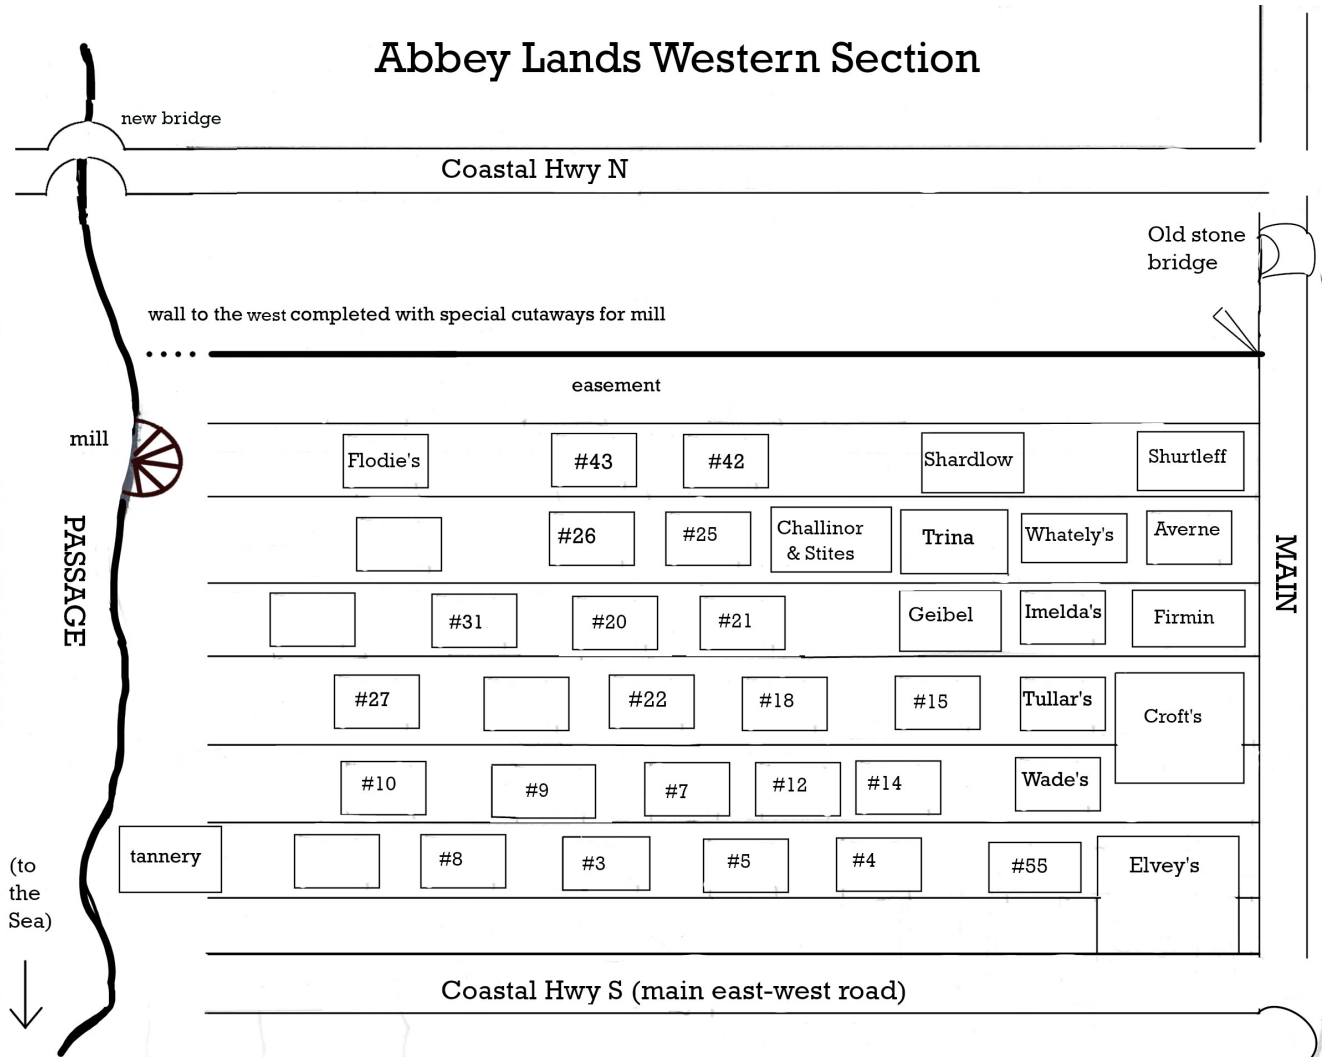 Abbey Lands Western Section
new bridge
Coastal Hwy N
Old stone
bridge
wall to the west completed with special cutaways for mill
easement
mill
Flodie's
#43
#42
Shardlow
Shurtleff
PASSAGE
#26
#25
Challinor
& Stites
Trina
Whately's
Averne
MAIN
#31
#20
#21
Geibel
Imelda's
Firmin
#27
#22
#18
#15
Tullar's
Croft's
#10
#9
#7
#12
#14
Wade's
tannery
#8
#3
#5
#4
#55
Elvey's
(to
the
Sea)
Coastal Hwy S (main east-west road)